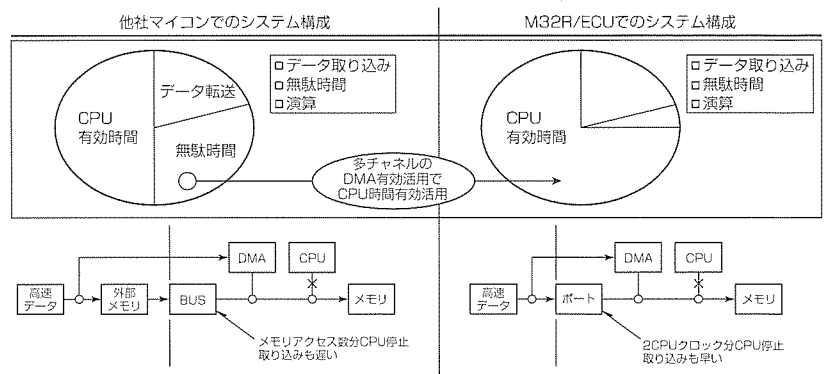 他社マイコンでのシステム構成
M32R/ECUでのシステム構成
CPU
有効時間
データ転送
無駄時間
データ取り込み
無駄時間
演算
多チャネルの
DMA有効活用で
CPU時間有効活用
CPU
有効時間
データ取り込み
無駄時間
演算
高速
データ
外部
メモリ
BUS
DMA
CPU
メモリ
メモリアクセス数分CPU停止
取り込みも遅い
高速
データ
ポート
DMA
CPU
メモリ
2CPUクロック分CPU停止
取り込みも早い